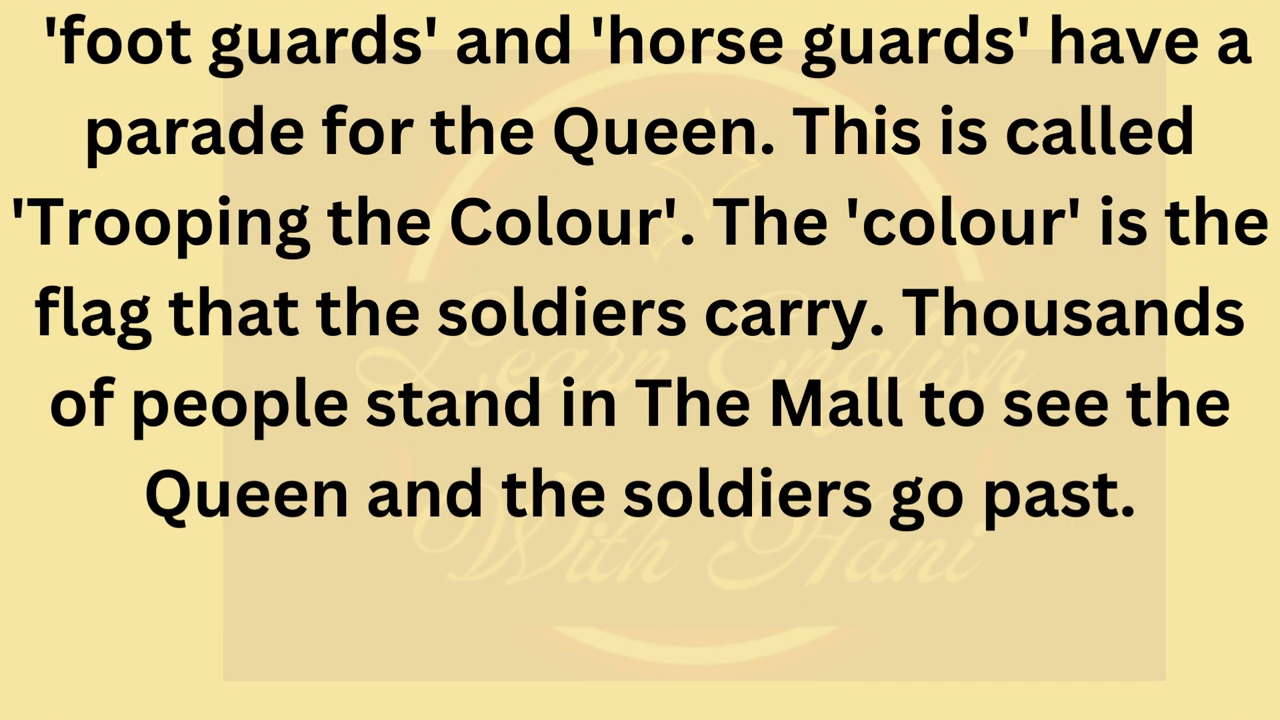 'foot guards' and 'horse guards' have a
parade for the Queen. This is called
'Trooping the Colour'. The 'colour' is the
flag that the soldiers carry. Thousands
of people stand in The Mall to see the
Queen and the soldiers go past.
Learn English
With Hani